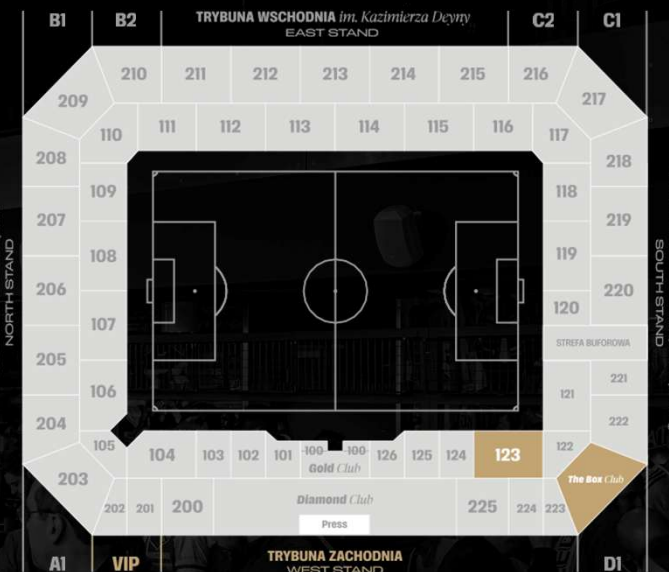 B1 B2 TRYBUNA WSCHODNIA im. Kazimierza Deyny C2 C1
EAST STAND
210 211 212 213 214 215 216
209 217
110 111 112 113 114 115 116 117
208 218
109 118
207 219
108 119
206 220
NORTH STAND
SOUTH STAND
107 120
STREFA BUFOROWA
205 221
106 121
204 222
105 104 103 102 101 100 100 126 125 124 123 122
Gold Club
203 The Box Club
202 201 200 Diamond Club 225 224 223
Press
A1 VIP TRYBUNA ZACHODNIA D1
WEST STAND